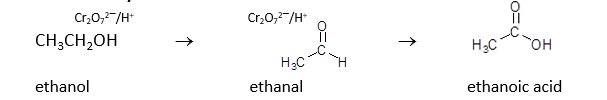 Cr₂O₇²⁻/H⁺ Cr₂O₇²⁻/H⁺
CH₃CH₂OH → H₃C C O H → H₃C C O OH
ethanol ethanal ethanoic acid